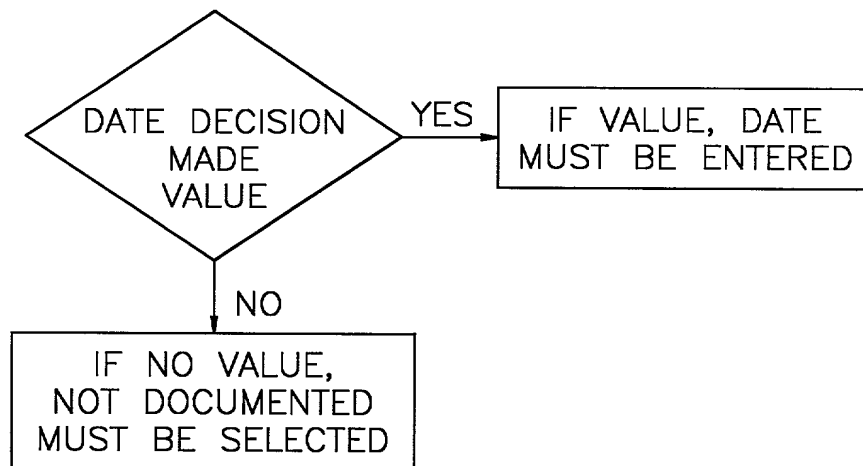 DATE DECISION
MADE
VALUE
YES
IF VALUE, DATE
MUST BE ENTERED
NO
IF NO VALUE,
NOT DOCUMENTED
MUST BE SELECTED